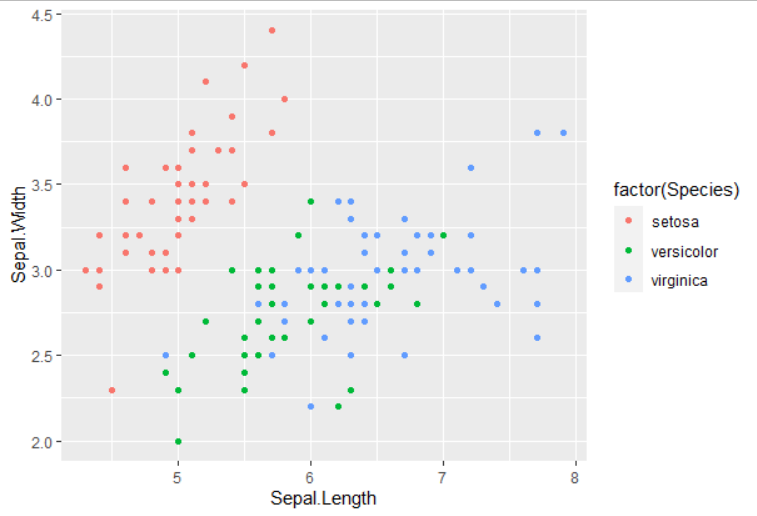 4.5
4.0
3.5
3.0
2.5
2.0
Sepal.Width
5 6 7 8
Sepal.Length
factor(Species)
setosa
versicolor
virginica